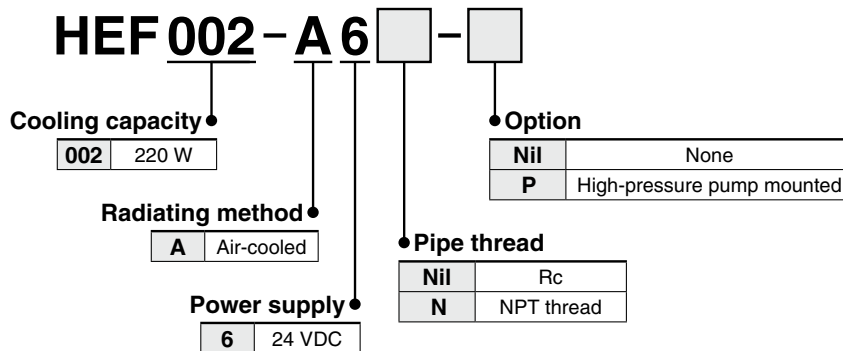 HEF 002 - A 6 -
Cooling capacity
002 220 W
Option
Nil None
P High-pressure pump mounted
Radiating method
A Air-cooled
Pipe thread
Nil Rc
N NPT thread
Power supply
6 24 VDC